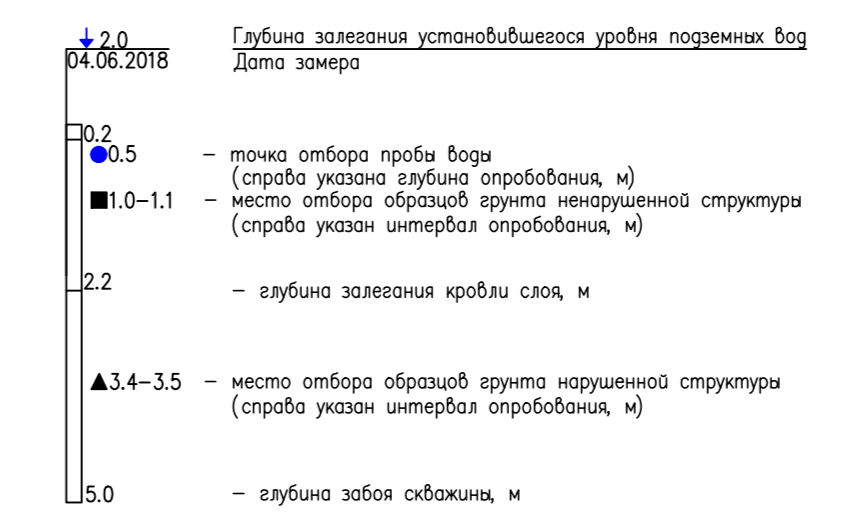 2.0 Глубина залегания установившегося уровня подземных вод
04.06.2018 Дата замера
0.2
0.5 – точка отбора пробы воды
(справа указана глубина опробования, м)
1.0–1.1 – место отбора образцов грунта ненарушенной структуры
(справа указан интервал опробования, м)
2.2 – глубина залегания кровли слоя, м
3.4–3.5 – место отбора образцов грунта нарушенной структуры
(справа указан интервал опробования, м)
5.0 – глубина забоя скважины, м